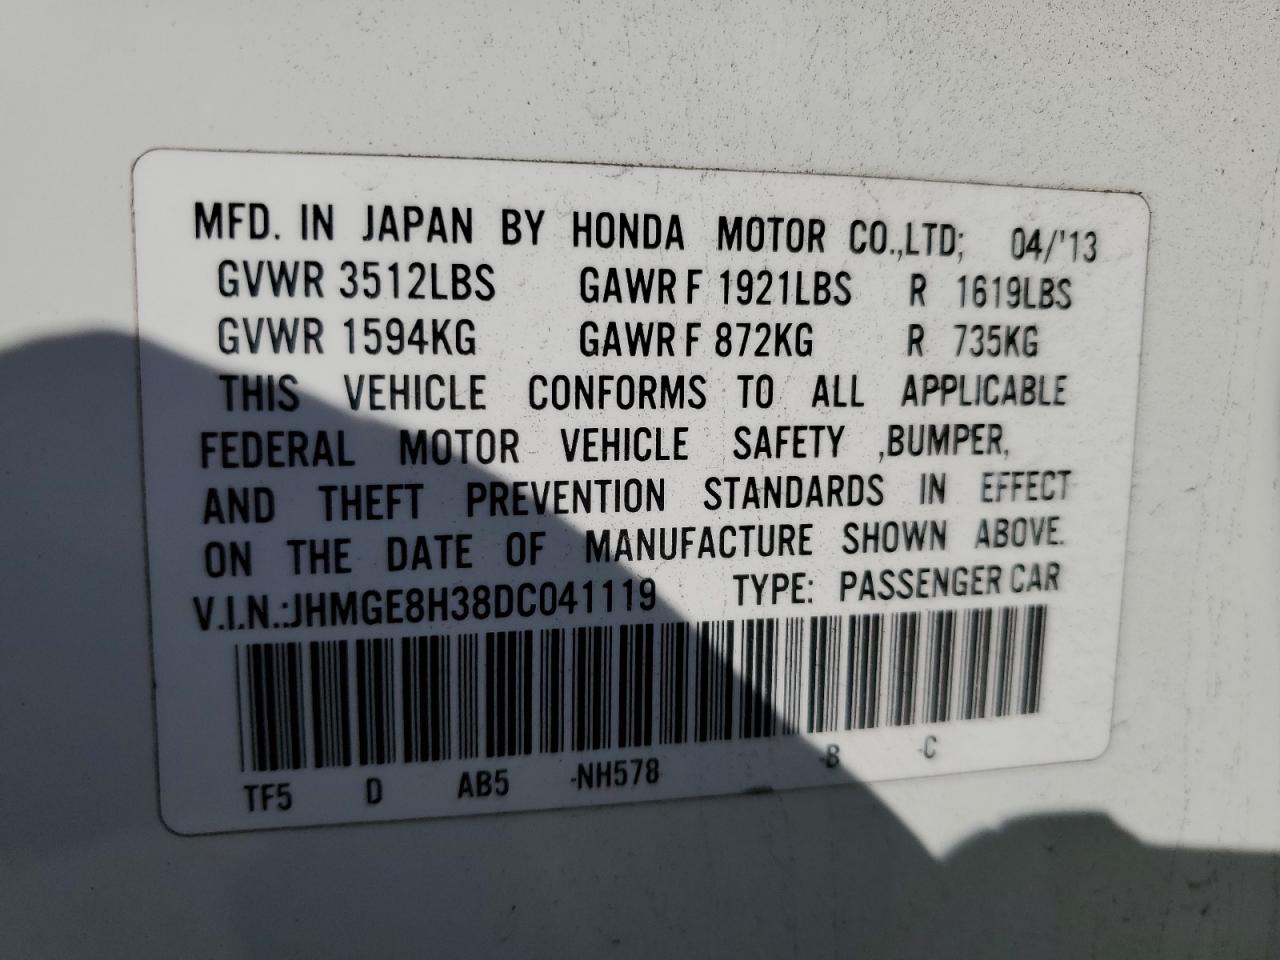 MFD. IN JAPAN BY HONDA MOTOR CO.,LTD; 04/'13
GVWR 3512LBS GAWR F 1921LBS R 1619LBS
GVWR 1594KG GAWR F 872KG R 735KG
THIS VEHICLE CONFORMS TO ALL APPLICABLE
FEDERAL MOTOR VEHICLE SAFETY ,BUMPER,
AND THEFT PREVENTION STANDARDS IN EFFECT
ON THE DATE OF MANUFACTURE SHOWN ABOVE.
V.I.N.:JHMGE8H38DC041119 TYPE: PASSENGER CAR
TF5 D AB5 -NH578 -B -C